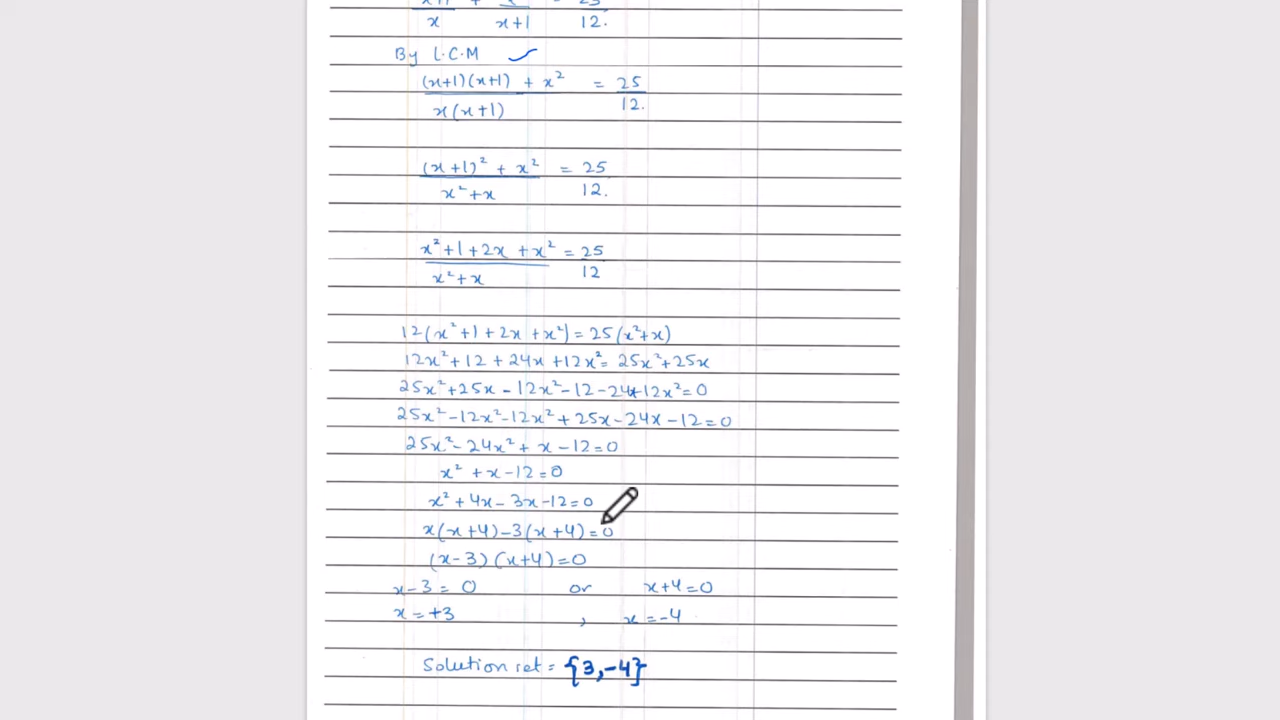 x x+1 12.
By L.C.M
(x+1)(x+1) + x² = 25
x(x+1) 12.
(x+1)² + x² = 25
x²+x 12.
x²+1+2x+x² = 25
x²+x 12
12(x²+1+2x+x²) = 25(x²+x)
12x²+12+24x+12x² = 25x²+25x
25x²+25x-12x²-12-24x-12x²=0
25x²-12x²-12x²+25x-24x-12=0
25x²-24x²+x-12=0
x²+x-12=0
x²+4x-3x-12=0
x(x+4)-3(x+4)=0
(x-3)(x+4)=0
x-3=0 or x+4=0
x=+3 , x=-4
Solution set = {3,-4}